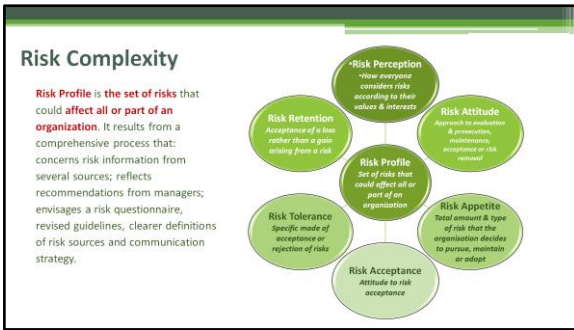 Risk Complexity
Risk Profile is the set of risks that
could affect all or part of an
organization. It results from a
comprehensive process that:
concerns risk information from
several sources; reflects
recommendations from managers;
envisages a risk questionnaire,
revised guidelines, clearer definitions
of risk sources and communication
strategy.
•Risk Perception
•How everyone
considers risks
according to their
values & interests
Risk Attitude
Approach to evaluation
& prosecution,
maintenance,
acceptance or risk
removal
Risk Appetite
Total amount & type
of risk that the
organisation decides
to pursue, maintain
or adopt
Risk Acceptance
Attitude to risk
acceptance
Risk Tolerance
Specific made of
acceptance or
rejection of risks
Risk Retention
Acceptance of a loss
rather than a gain
arising from a risk
Risk Profile
Set of risks that
could affect all or
part of an
organization